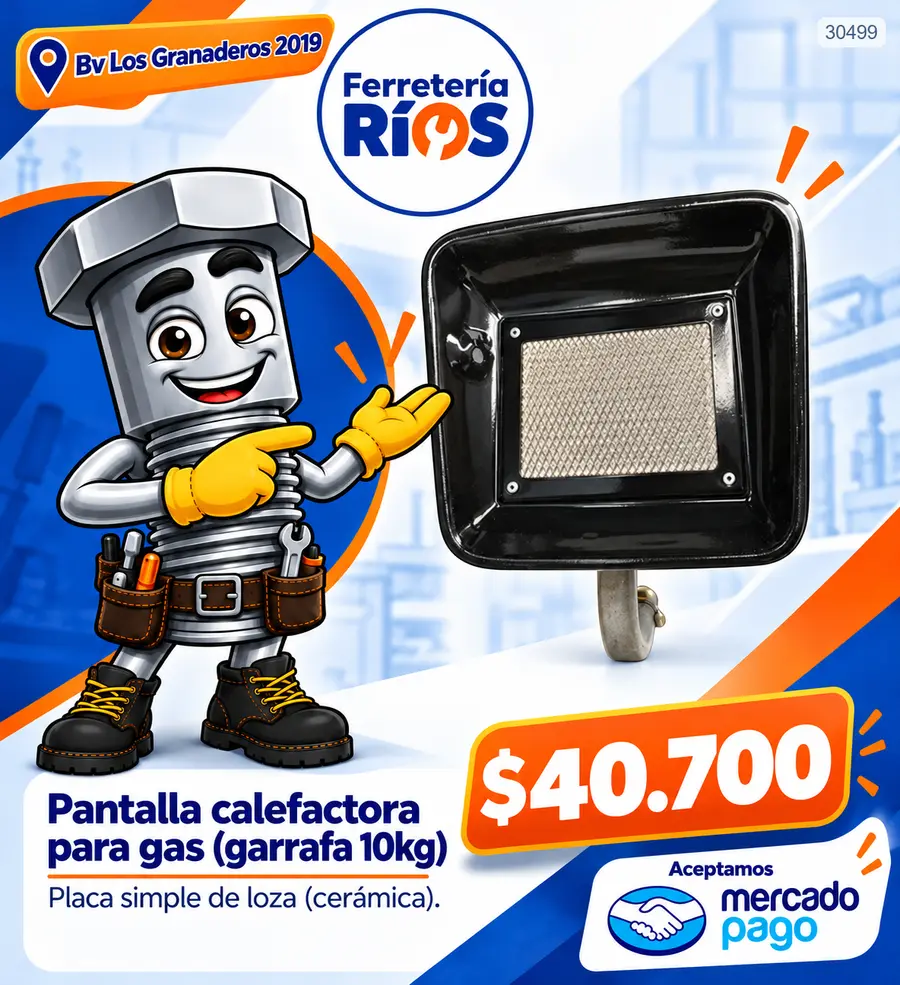 Bv Los Granaderos 2019
30499
Ferretería
RÍOS
Pantalla calefactora
para gas (garrafa 10kg)
Placa simple de loza (cerámica).
$40.700
Aceptamos
mercado
pago